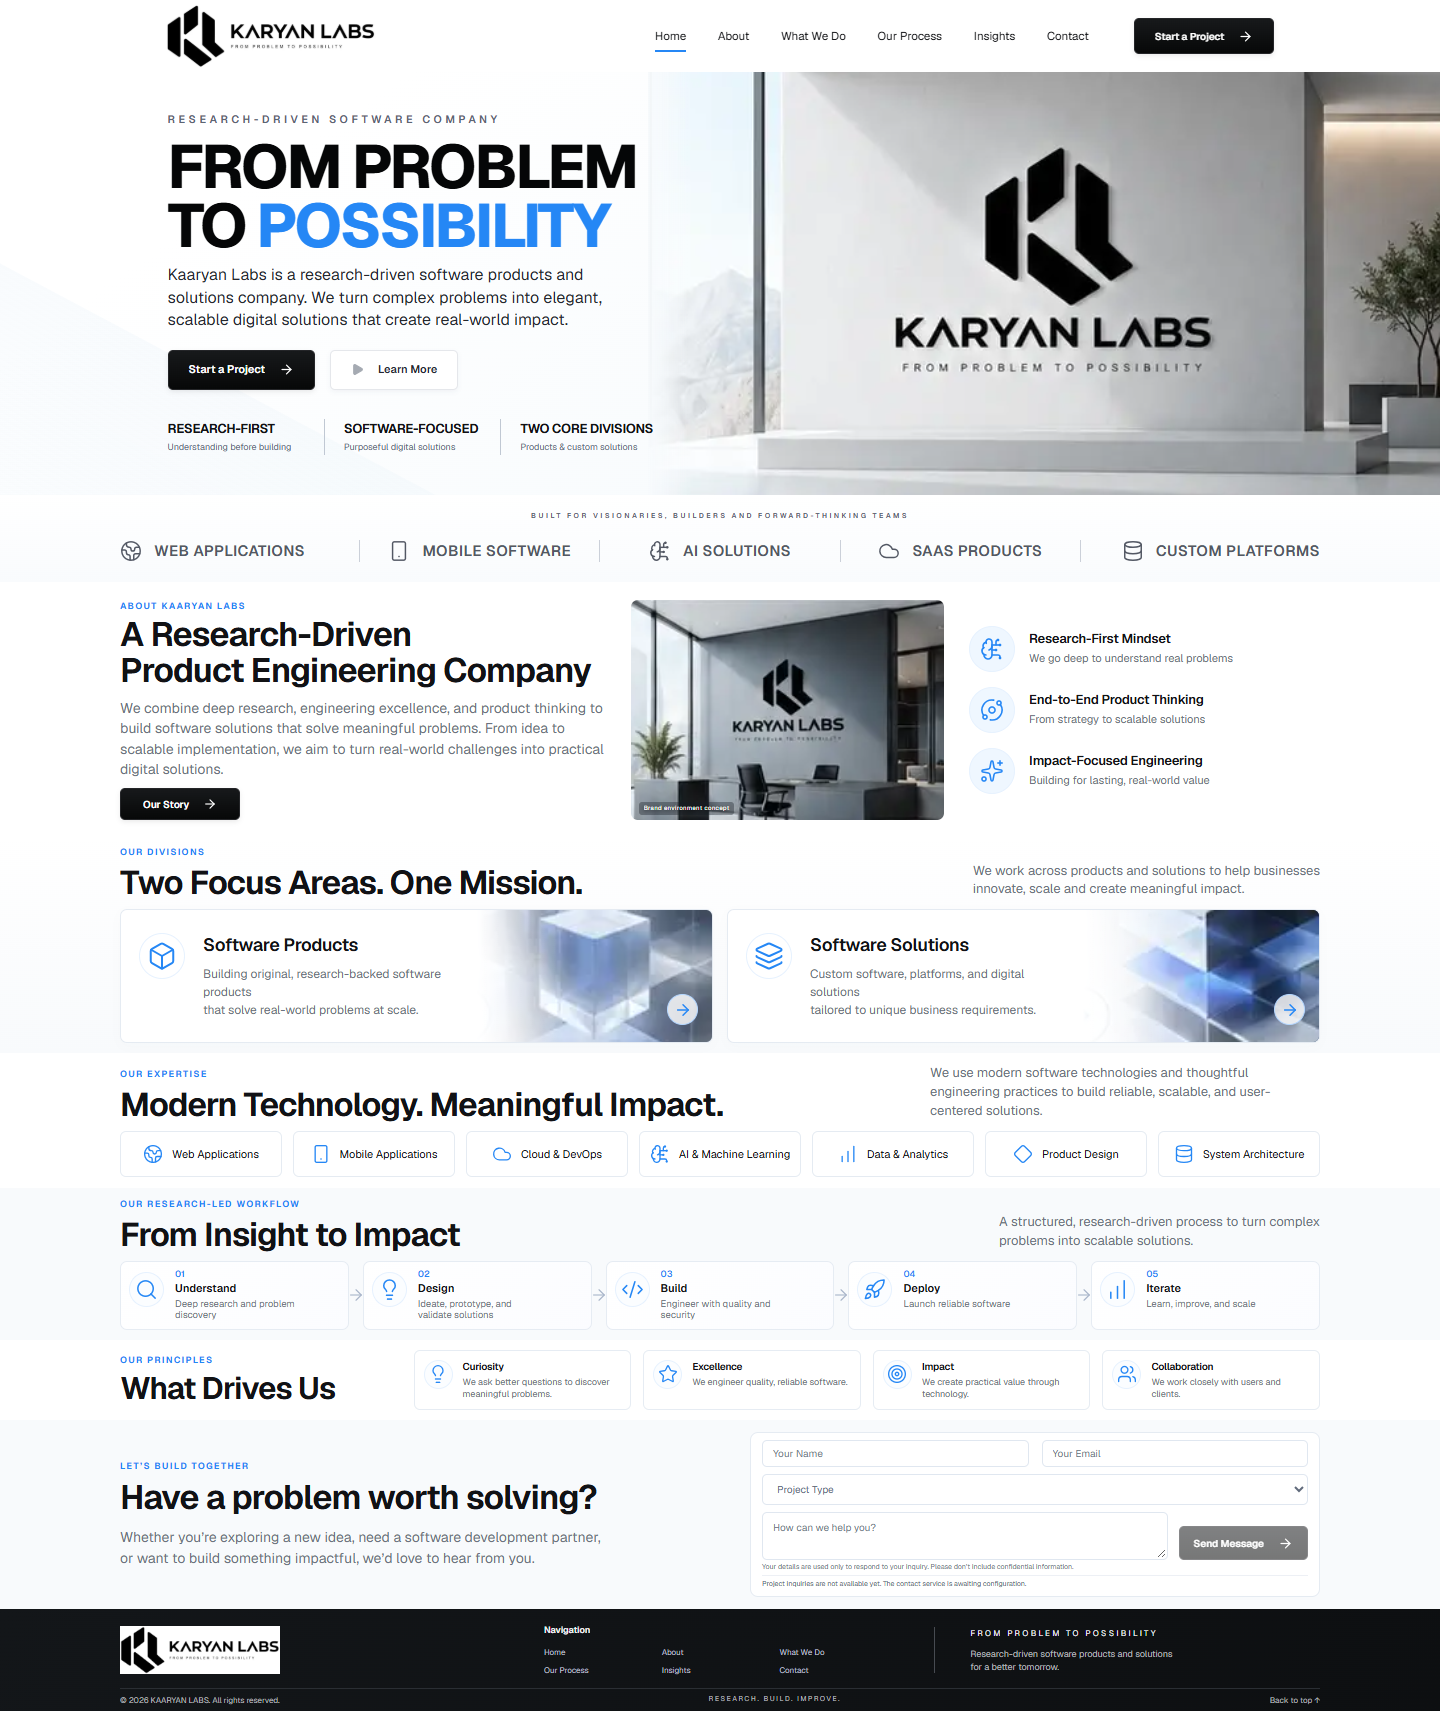 KARYAN LABS
FROM PROBLEM TO POSSIBILITY
Home
About
What We Do
Our Process
Insights
Contact
Start a Project
RESEARCH-DRIVEN SOFTWARE COMPANY
FROM PROBLEM
TO POSSIBILITY
Kaaryan Labs is a research-driven software products and
solutions company. We turn complex problems into elegant,
scalable digital solutions that create real-world impact.
Start a Project
Learn More
RESEARCH-FIRST
Understanding before building
SOFTWARE-FOCUSED
Purposeful digital solutions
TWO CORE DIVISIONS
Products & custom solutions
KARYAN LABS
FROM PROBLEM TO POSSIBILITY
BUILT FOR VISIONARIES, BUILDERS AND FORWARD-THINKING TEAMS
WEB APPLICATIONS
MOBILE SOFTWARE
AI SOLUTIONS
SAAS PRODUCTS
CUSTOM PLATFORMS
ABOUT KAARYAN LABS
A Research-Driven
Product Engineering Company
We combine deep research, engineering excellence, and product thinking to
build software solutions that solve meaningful problems. From idea to
scalable implementation, we aim to turn real-world challenges into practical
digital solutions.
Our Story
KARYAN LABS
FROM PROBLEM TO POSSIBILITY
Brand environment concept
Research-First Mindset
We go deep to understand real problems
End-to-End Product Thinking
From strategy to scalable solutions
Impact-Focused Engineering
Building for lasting, real-world value
OUR DIVISIONS
Two Focus Areas. One Mission.
We work across products and solutions to help businesses
innovate, scale and create meaningful impact.
Software Products
Building original, research-backed software
products
that solve real-world problems at scale.
Software Solutions
Custom software, platforms, and digital
solutions
tailored to unique business requirements.
OUR EXPERTISE
Modern Technology. Meaningful Impact.
We use modern software technologies and thoughtful
engineering practices to build reliable, scalable, and user-
centered solutions.
Web Applications
Mobile Applications
Cloud & DevOps
AI & Machine Learning
Data & Analytics
Product Design
System Architecture
OUR RESEARCH-LED WORKFLOW
From Insight to Impact
A structured, research-driven process to turn complex
problems into scalable solutions.
01
Understand
Deep research and problem
discovery
02
Design
Ideate, prototype, and
validate solutions
03
Build
Engineer with quality and
security
04
Deploy
Launch reliable software
05
Iterate
Learn, improve, and scale
OUR PRINCIPLES
What Drives Us
Curiosity
We ask better questions to discover
meaningful problems.
Excellence
We engineer quality, reliable software.
Impact
We create practical value through
technology.
Collaboration
We work closely with users and
clients.
LET'S BUILD TOGETHER
Have a problem worth solving?
Whether you're exploring a new idea, need a software development partner,
or want to build something impactful, we'd love to hear from you.
Your Name
Your Email
Project Type
How can we help you?
Send Message
Your details are used only to respond to your inquiry. Please don't include confidential information.
Project inquiries are not available yet. The contact service is awaiting configuration.
KARYAN LABS
FROM PROBLEM TO POSSIBILITY
Navigation
Home
About
What We Do
Our Process
Insights
Contact
FROM PROBLEM TO POSSIBILITY
Research-driven software products and solutions
for a better tomorrow.
© 2026 KAARYAN LABS. All rights reserved.
RESEARCH. BUILD. IMPROVE.
Back to top ↑